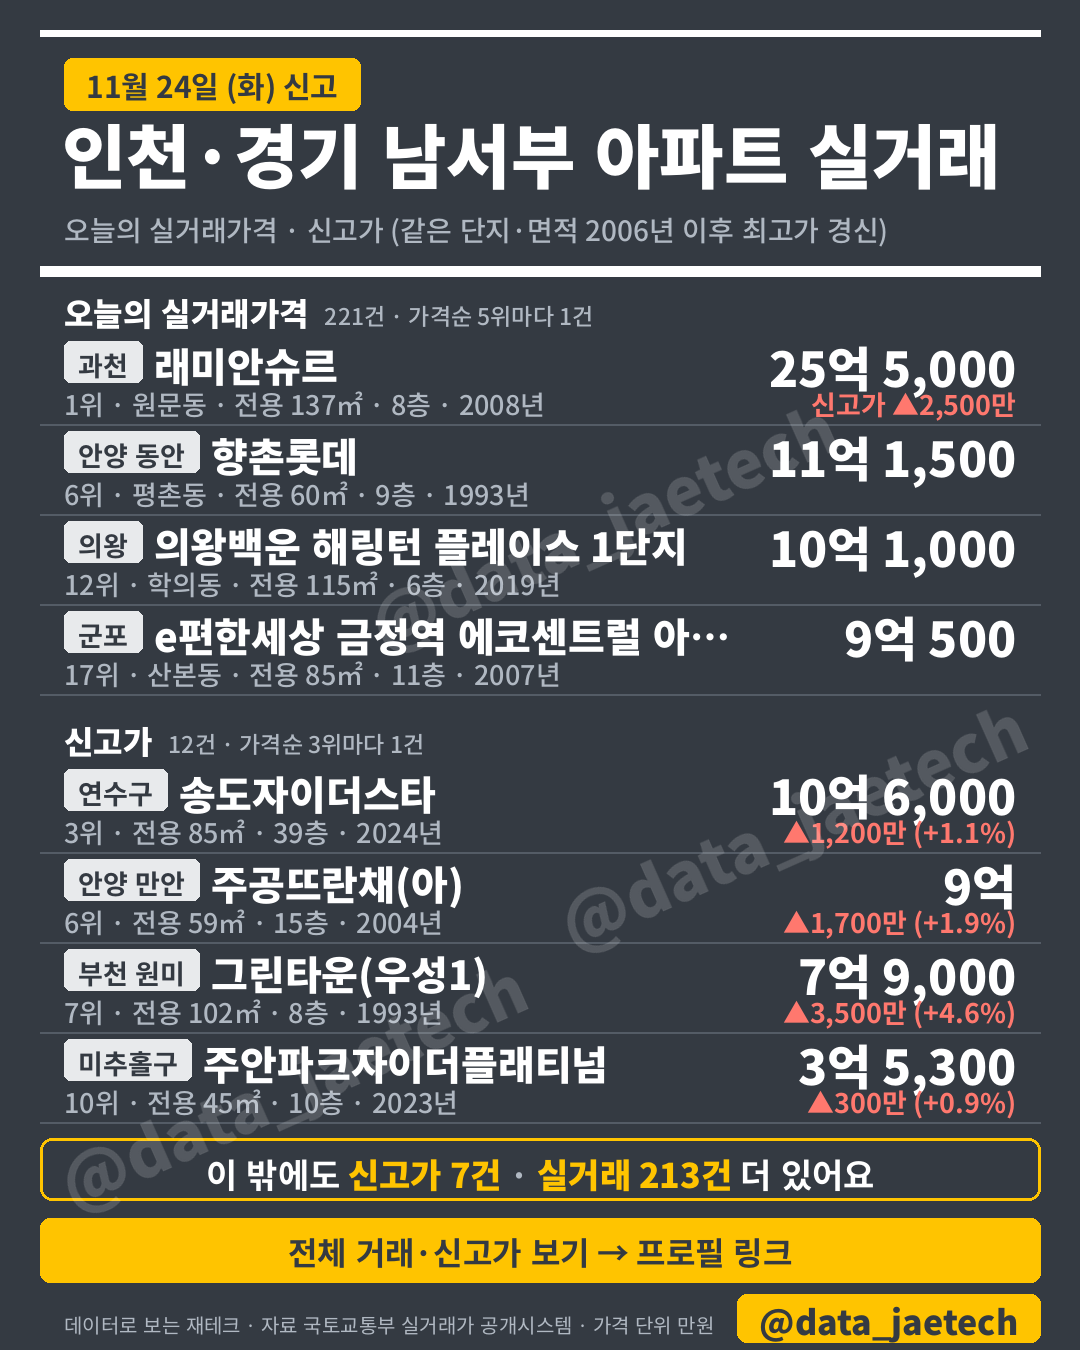 11월 24일 (화) 신고
인천·경기 남서부 아파트 실거래
오늘의 실거래가격 · 신고가 (같은 단지·면적 2006년 이후 최고가 경신)
오늘의 실거래가격 221건 · 가격순 5위마다 1건
과천 래미안슈르 25억 5,000
1위 · 원문동 · 전용 137㎡ · 8층 · 2008년 신고가 ▲2,500만
안양 동안 향촌롯데 11억 1,500
6위 · 평촌동 · 전용 60㎡ · 9층 · 1993년
의왕 의왕백운 해링턴 플레이스 1단지 10억 1,000
12위 · 학의동 · 전용 115㎡ · 6층 · 2019년
군포 e편한세상 금정역 에코센트럴 아… 9억 500
17위 · 산본동 · 전용 85㎡ · 11층 · 2007년
신고가 12건 · 가격순 3위마다 1건
연수구 송도자이더스타 10억 6,000
3위 · 전용 85㎡ · 39층 · 2024년 ▲1,200만 (+1.1%)
안양 만안 주공뜨란채(아) 9억
6위 · 전용 59㎡ · 15층 · 2004년 ▲1,700만 (+1.9%)
부천 원미 그린타운(우성1) 7억 9,000
7위 · 전용 102㎡ · 8층 · 1993년 ▲3,500만 (+4.6%)
미추홀구 주안파크자이더플래티넘 3억 5,300
10위 · 전용 45㎡ · 10층 · 2023년 ▲300만 (+0.9%)
이 밖에도 신고가 7건 · 실거래 213건 더 있어요
전체 거래·신고가 보기 → 프로필 링크
데이터로 보는 재테크 · 자료 국토교통부 실거래가 공개시스템 · 가격 단위 만원 @data_jaetech
@data_jaetech
@data_jaetech
@data_jaetech